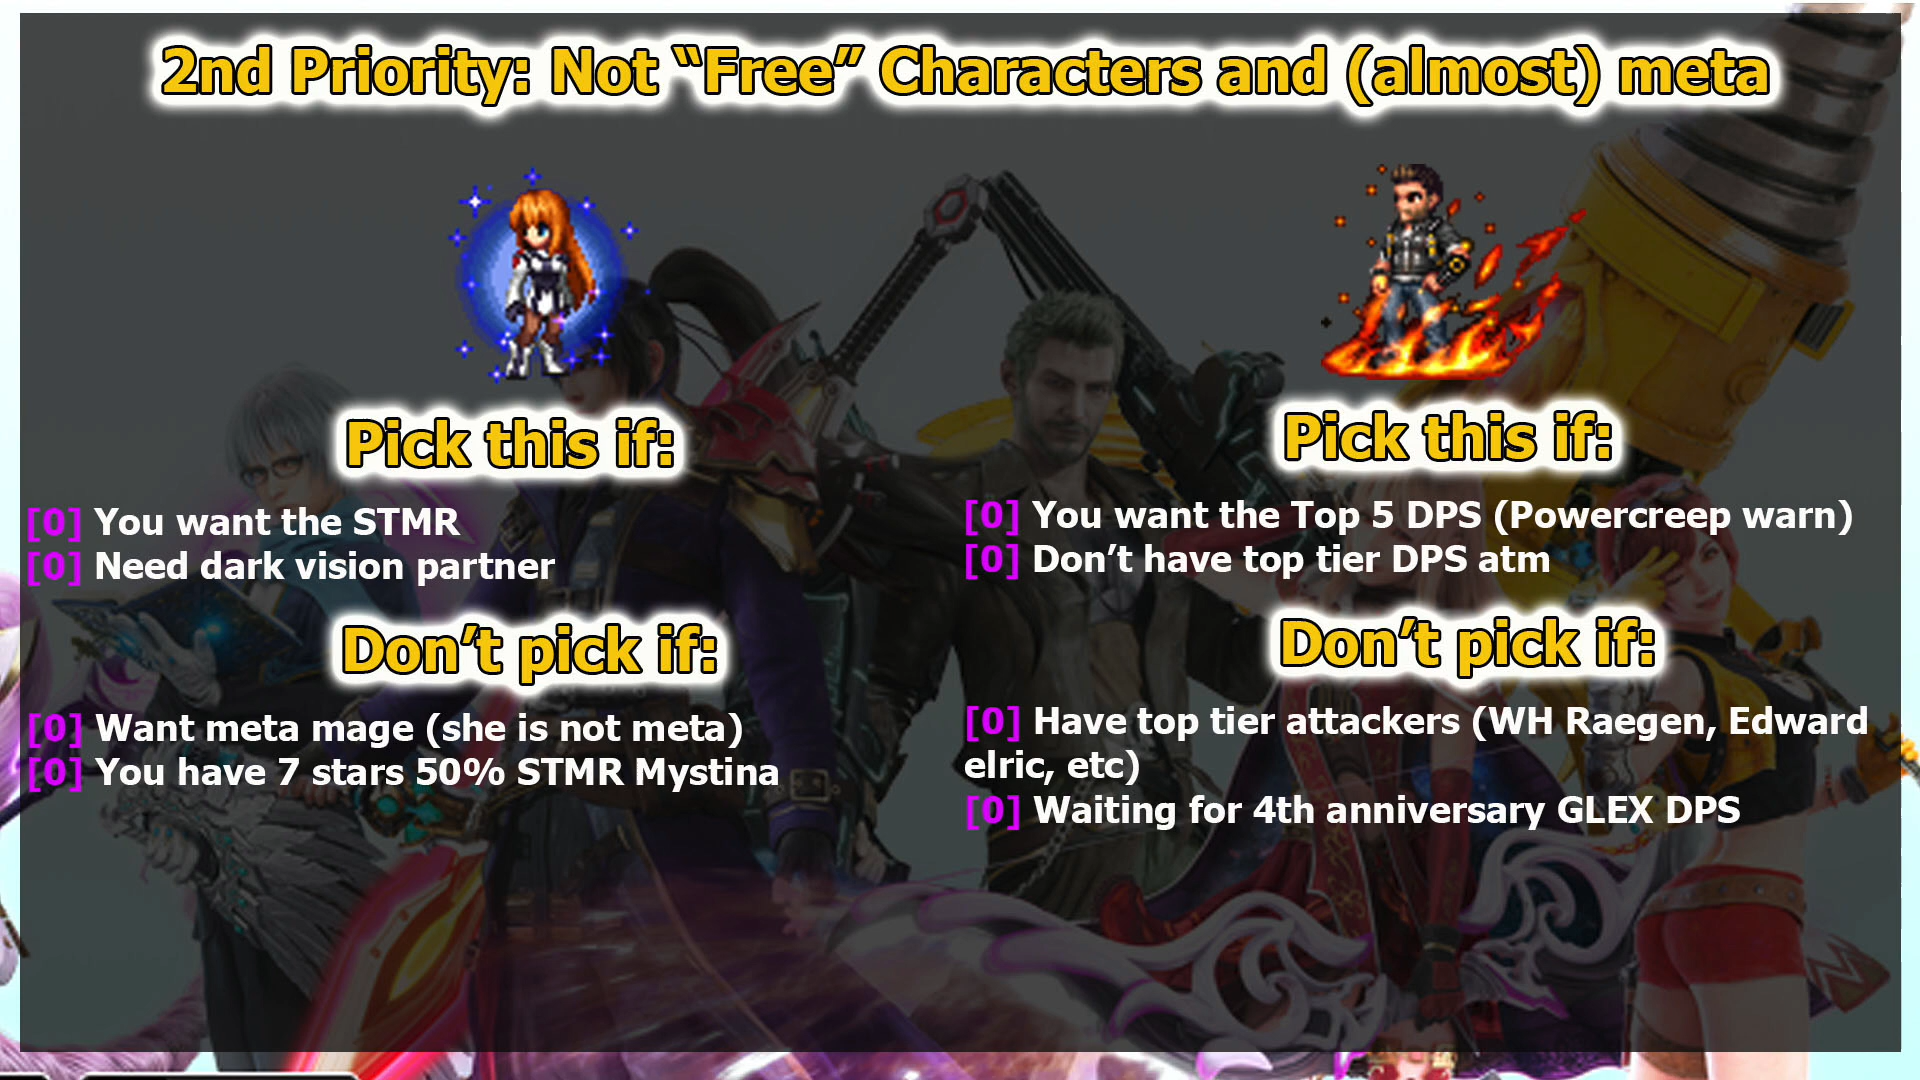 2nd Priority: Not “Free” Characters and (almost) meta
Pick this if:
[0] You want the STMR
[0] Need dark vision partner
Don’t pick if:
[0] Want meta mage (she is not meta)
[0] You have 7 stars 50% STMR Mystina
Pick this if:
[0] You want the Top 5 DPS (Powercreep warn)
[0] Don’t have top tier DPS atm
Don’t pick if:
[0] Have top tier attackers (WH Raegen, Edward
elric, etc)
[0] Waiting for 4th anniversary GLEX DPS